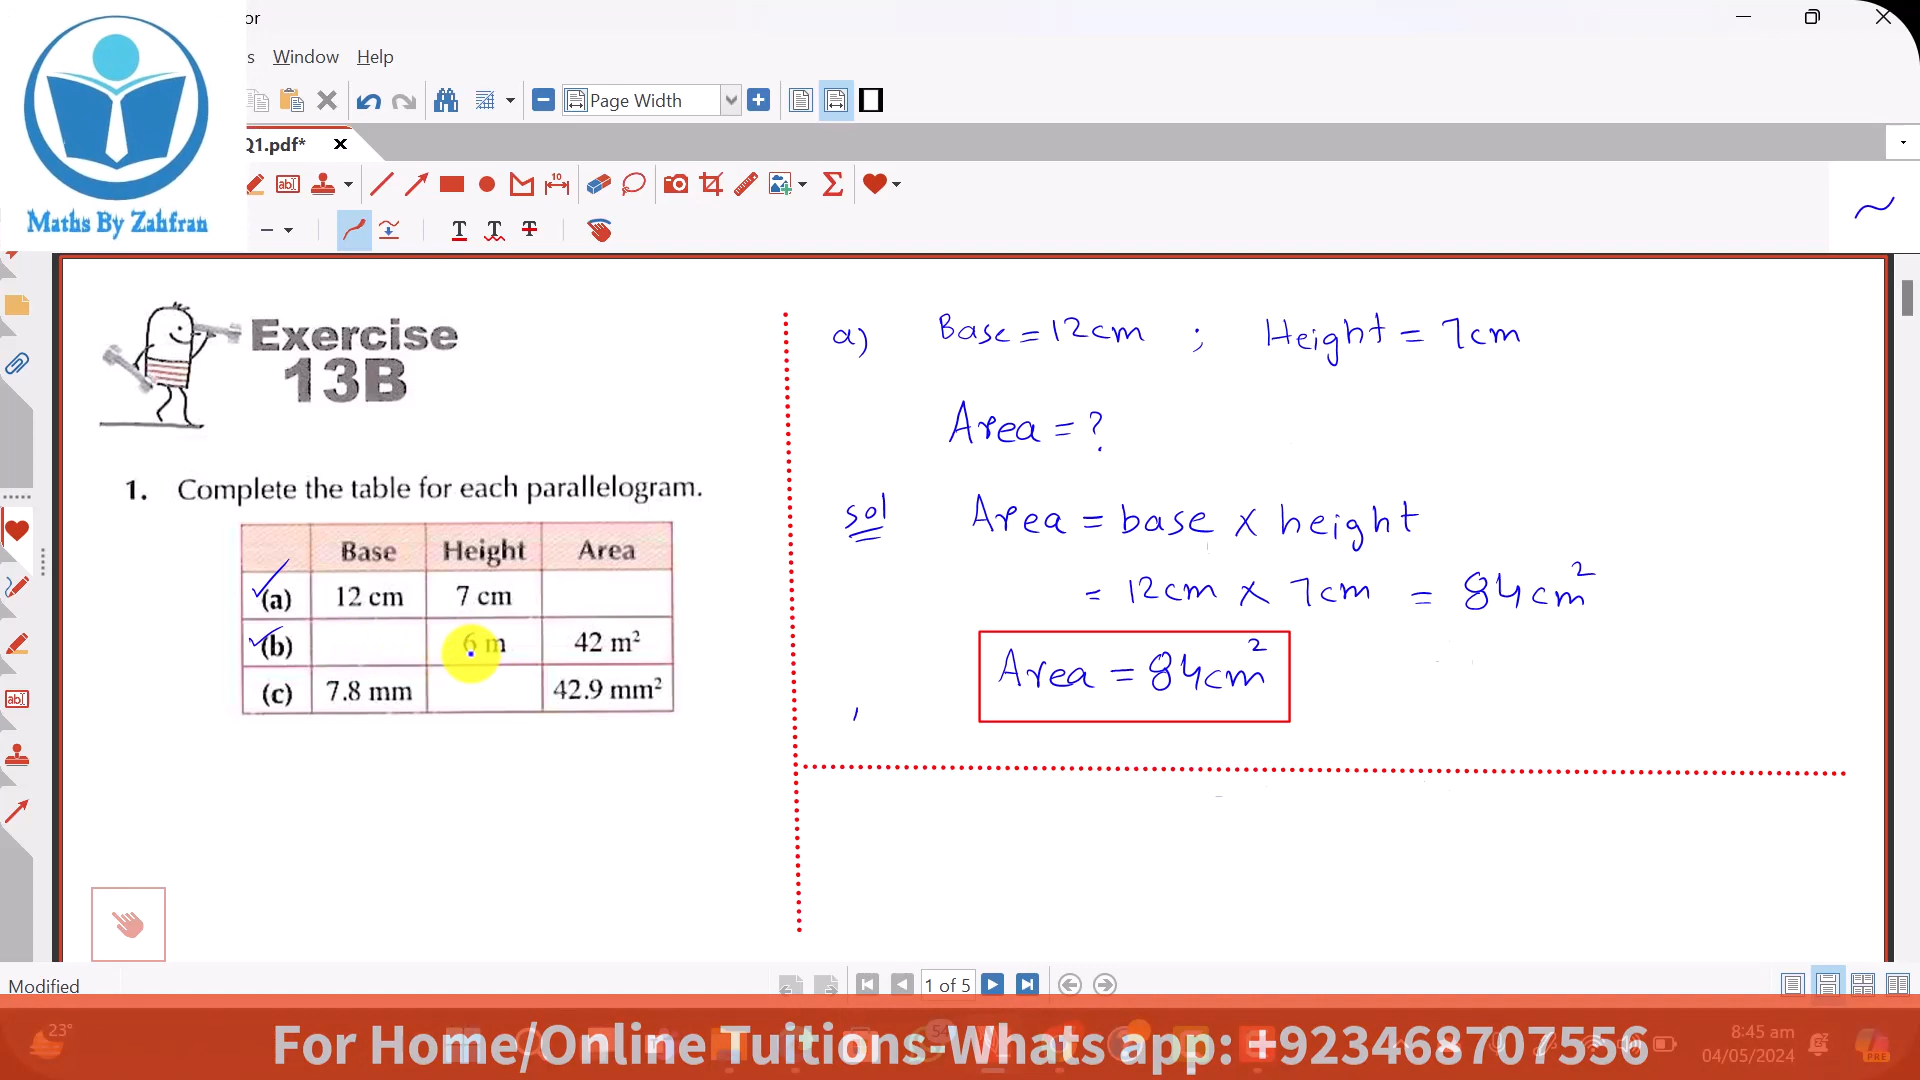 or
s Window Help
Page Width
Q1.pdf*
Maths By Zahfran
Exercise
13B
1. Complete the table for each parallelogram.
Base Height Area
(a) 12 cm 7 cm
(b) 6 m 42 m²
(c) 7.8 mm 42.9 mm²
a) Base = 12cm ; Height = 7cm
Area = ?
Sol Area = base × height
= 12cm × 7cm = 84cm²
Area = 84cm²
Modified
1 of 5
For Home/Online Tuitions-Whats app: +923468707556
23°
8:45 am
04/05/2024